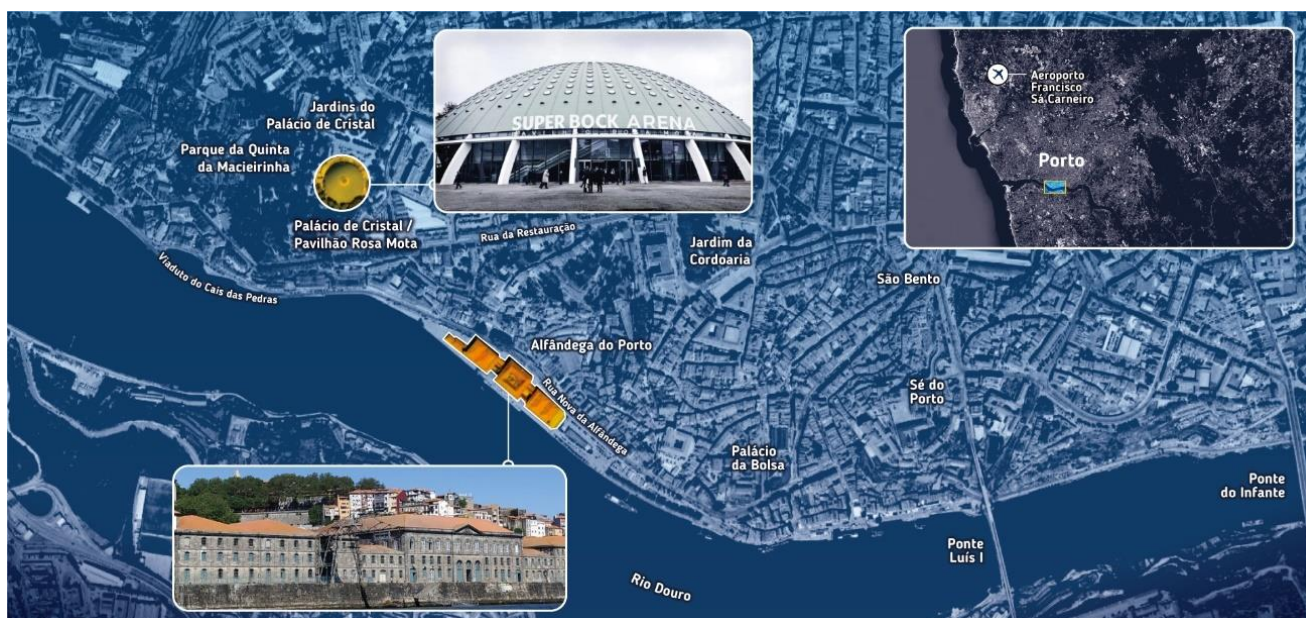 Jardins do
Palácio de Cristal
Parque da Quinta
da Macieirinha
Palácio de Cristal /
Pavilhão Rosa Mota
SUPER BOCK ARENA
Aeroporto
Francisco
Sá Carneiro
Porto
Rua da Restauração
Jardim da
Cordoaria
São Bento
Viaduto do Cais das Pedras
Alfândega do Porto
Rua Nova da Alfândega
Sé do
Porto
Palácio
da Bolsa
Ponte
do Infante
Ponte
Luís I
Rio Douro